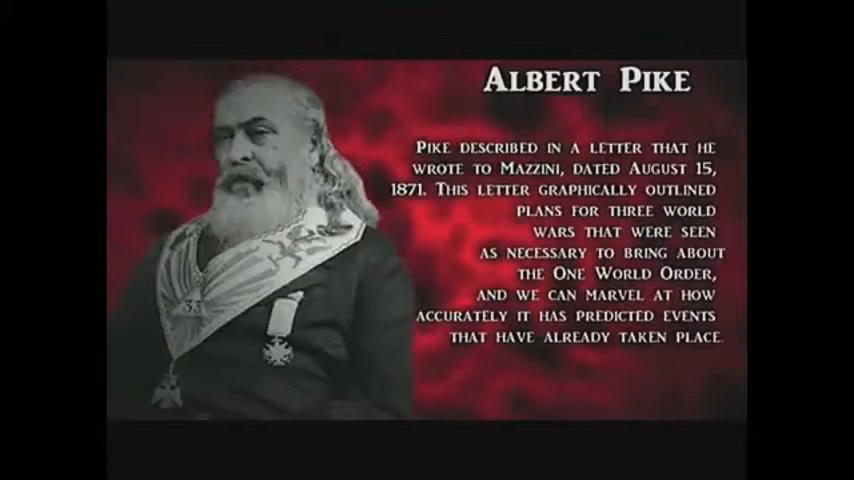 ALBERT PIKE
PIKE DESCRIBED IN A LETTER THAT HE
WROTE TO MAZZINI, DATED AUGUST 15,
1871. THIS LETTER GRAPHICALLY OUTLINED
PLANS FOR THREE WORLD
WARS THAT WERE SEEN
AS NECESSARY TO BRING ABOUT
THE ONE WORLD ORDER,
AND WE CAN MARVEL AT HOW
ACCURATELY IT HAS PREDICTED EVENTS
THAT HAVE ALREADY TAKEN PLACE.
33